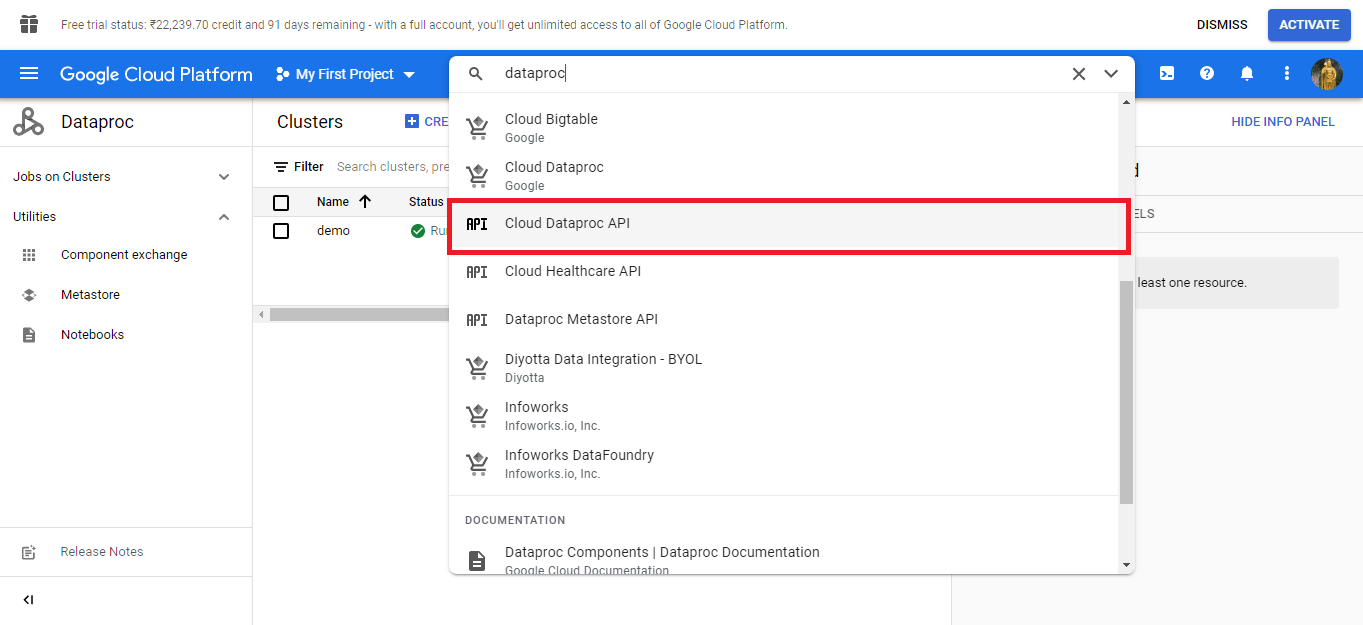 Free trial status: ₹22,239.70 credit and 91 days remaining - with a full account, you'll get unlimited access to all of Google Cloud Platform.
DISMISS
ACTIVATE
Google Cloud Platform
My First Project
dataproc
Dataproc
Clusters
CRE
HIDE INFO PANEL
Jobs on Clusters
Utilities
Component exchange
Metastore
Notebooks
Release Notes
Filter
Search clusters, pre
Name
Status
demo
Ru
Cloud Bigtable
Google
Cloud Dataproc
Google
API
Cloud Dataproc API
API
Cloud Healthcare API
API
Dataproc Metastore API
Diyotta Data Integration - BYOL
Diyotta
Infoworks
Infoworks.io, Inc.
Infoworks DataFoundry
Infoworks.io, Inc.
DOCUMENTATION
Dataproc Components | Dataproc Documentation
Google Cloud Documentation
d
ELS
least one resource.